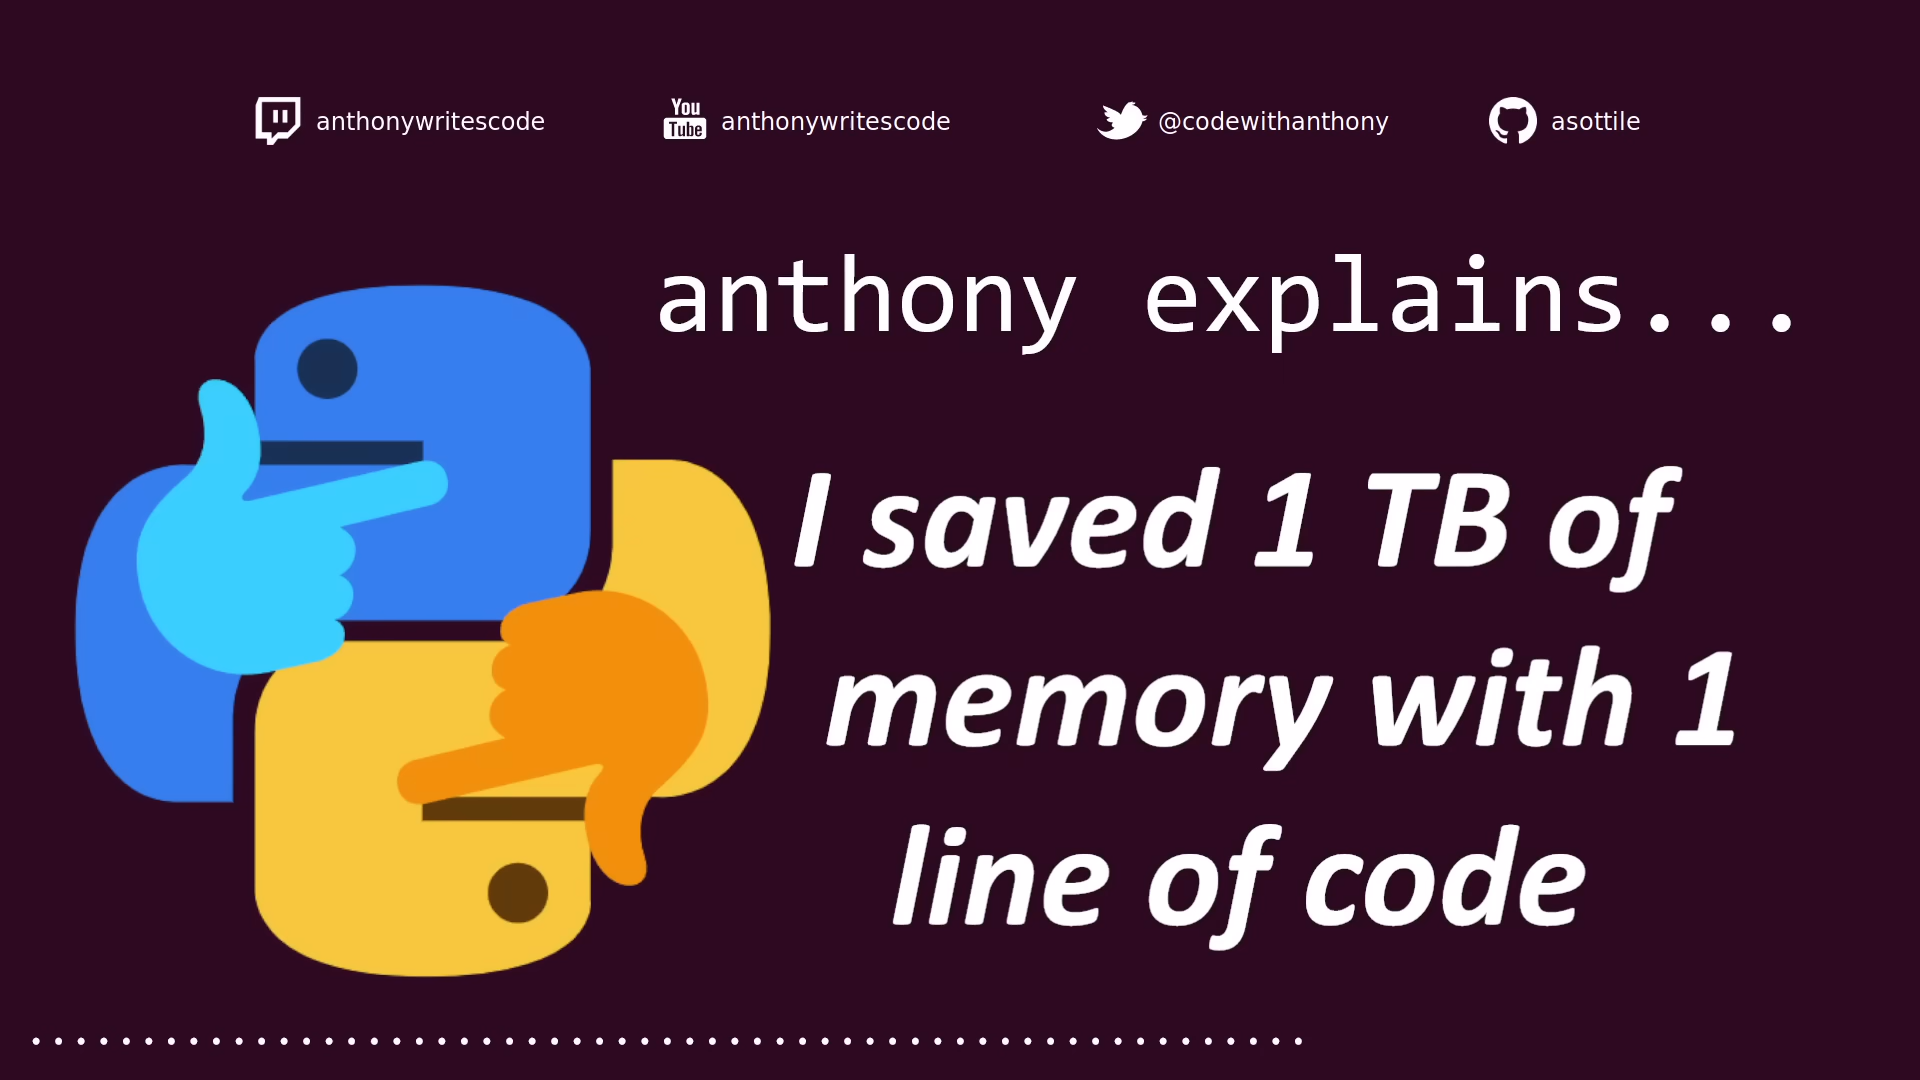 anthonywritescode You Tube anthonywritescode @codewithanthony asottile
anthony explains...
I saved 1 TB of
memory with 1
line of code